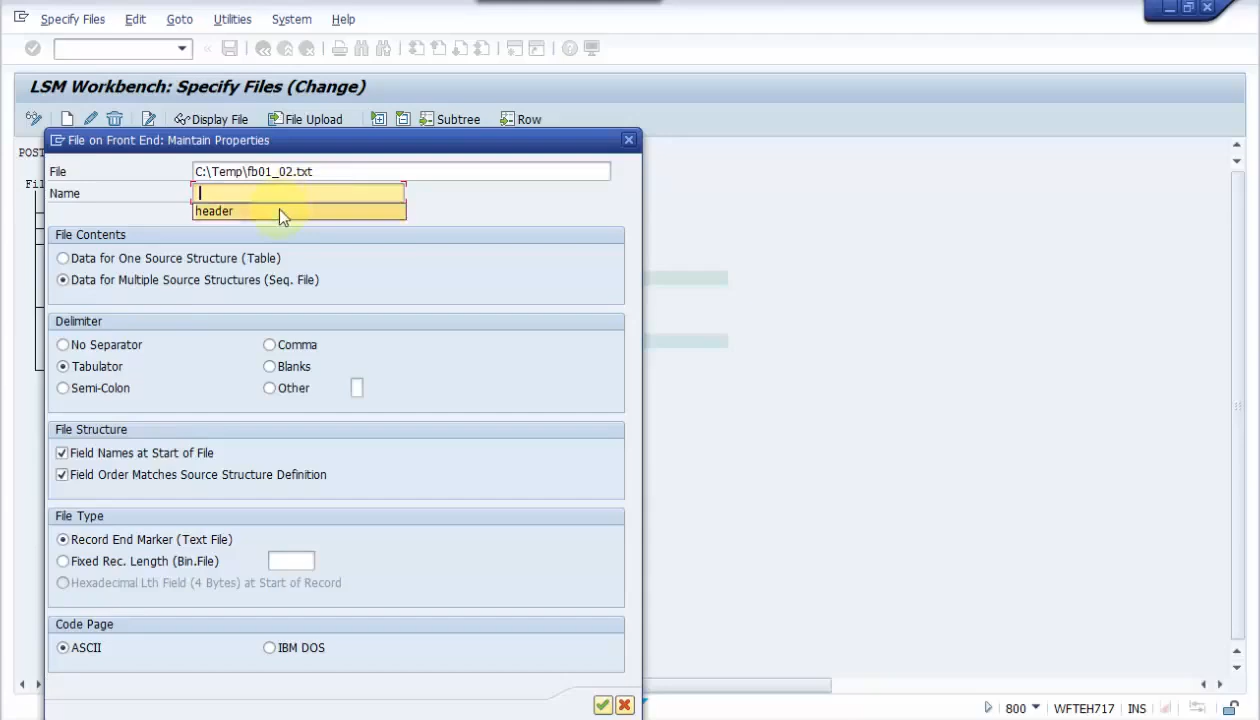 Specify Files Edit Goto Utilities System Help
LSM Workbench: Specify Files (Change)
Display File File Upload Subtree Row
File on Front End: Maintain Properties
POST
File C:\Temp\fb01_02.txt
Fil
Name
header
File Contents
Data for One Source Structure (Table)
Data for Multiple Source Structures (Seq. File)
Delimiter
No Separator Comma
Tabulator Blanks
Semi-Colon Other
File Structure
Field Names at Start of File
Field Order Matches Source Structure Definition
File Type
Record End Marker (Text File)
Fixed Rec. Length (Bin.File)
Hexadecimal Lth Field (4 Bytes) at Start of Record
Code Page
ASCII IBM DOS
800 WFTEH717 INS